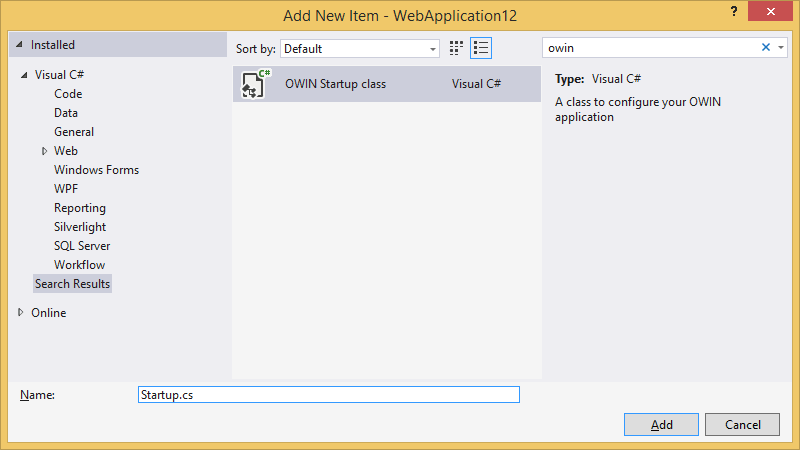 Add New Item - WebApplication12
?
Installed
Sort by: Default
owin
Visual C#
Code
Data
General
Web
Windows Forms
WPF
Reporting
Silverlight
SQL Server
Workflow
Search Results
Online
C#
OWIN Startup class Visual C#
Type: Visual C#
A class to configure your OWIN
application
Name: Startup.cs
Add Cancel